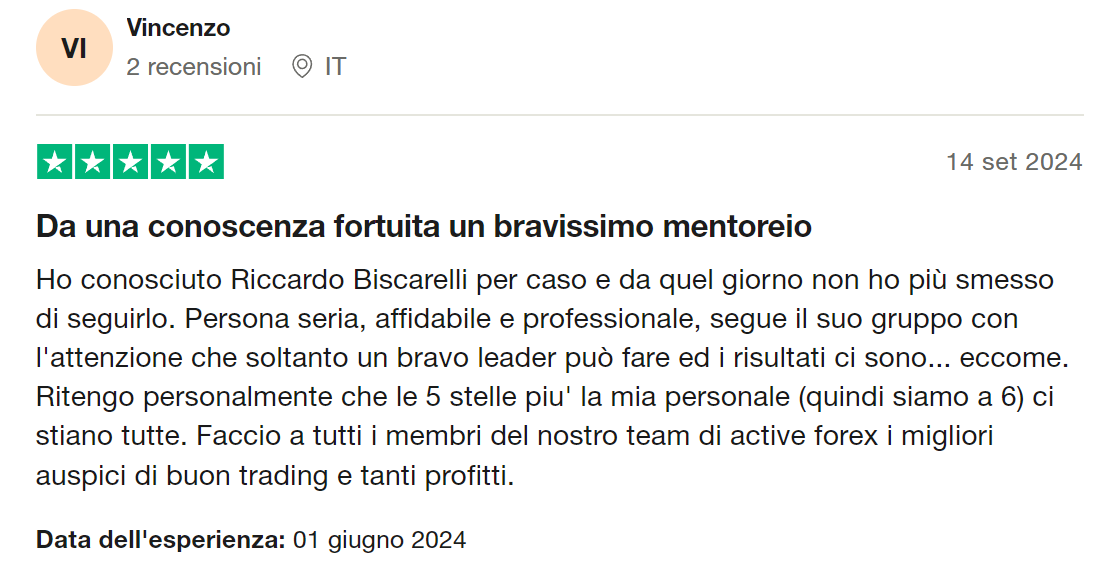 VI
Vincenzo
2 recensioni IT
14 set 2024
Da una conoscenza fortuita un bravissimo mentoreio
Ho conosciuto Riccardo Biscarelli per caso e da quel giorno non ho più smesso
di seguirlo. Persona seria, affidabile e professionale, segue il suo gruppo con
l'attenzione che soltanto un bravo leader può fare ed i risultati ci sono... eccome.
Ritengo personalmente che le 5 stelle piu' la mia personale (quindi siamo a 6) ci
stiano tutte. Faccio a tutti i membri del nostro team di active forex i migliori
auspici di buon trading e tanti profitti.
Data dell'esperienza: 01 giugno 2024